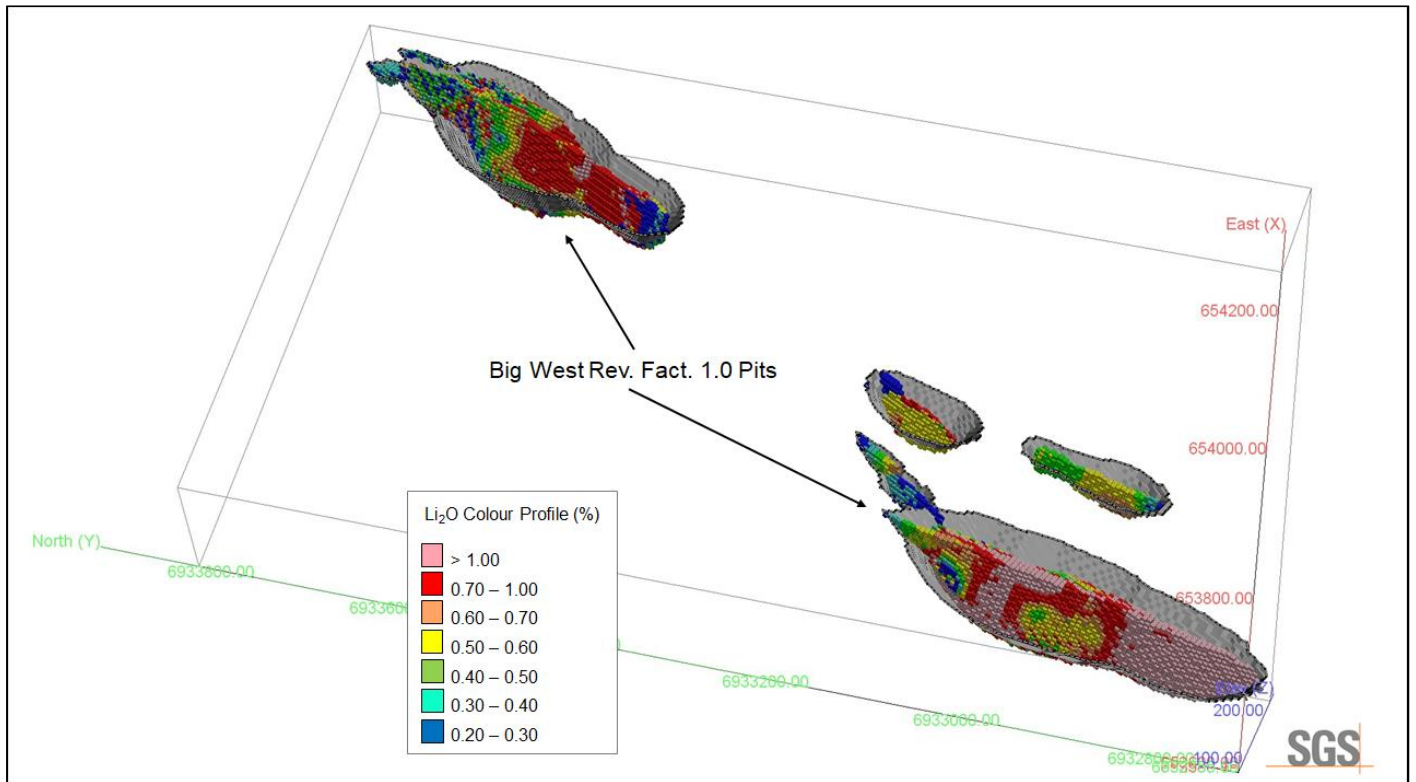 East (X)
654200.00
Big West Rev. Fact. 1.0 Pits
654000.00
Li₂O Colour Profile (%)
> 1.00
0.70 – 1.00
0.60 – 0.70
0.50 – 0.60
0.40 – 0.50
0.30 – 0.40
0.20 – 0.30
North (Y)
6933800.00
653800.00
6933200.00
6933000.00
200.00
100.00
SGS